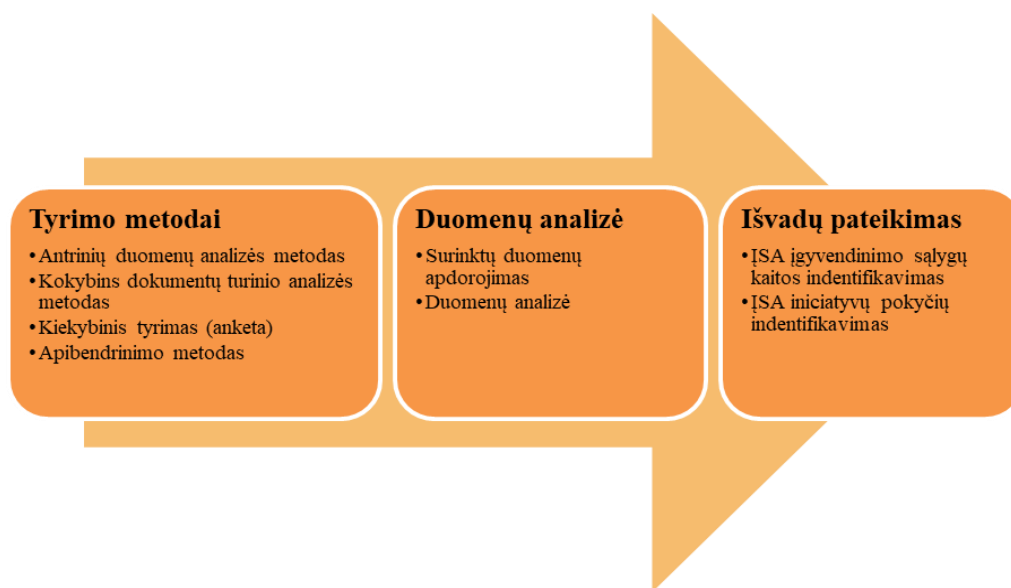 Tyrimo metodai
• Antrinių duomenų analizės metodas
• Kokybins dokumentų turinio analizės
metodas
• Kiekybinis tyrimas (anketa)
• Apibendrinimo metodas
Duomenų analizė
• Surinktų duomenų
apdorojimas
• Duomenų analizė
Išvadų pateikimas
• ĮSA įgyvendinimo sąlygų
kaitos indentifikavimas
• ĮSA iniciatyvų pokyčių
indentifikavimas